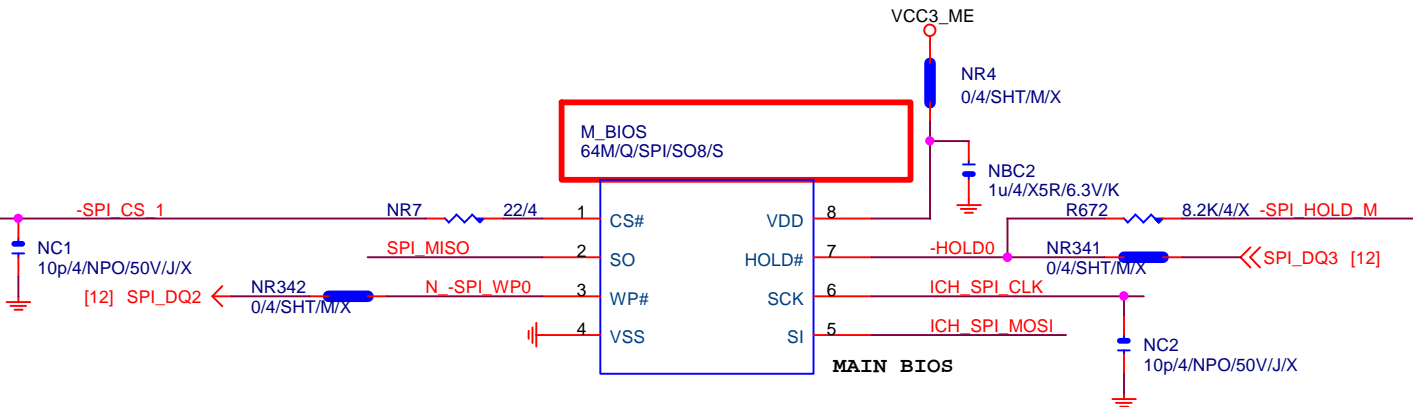 VCC3_ME
NR4
0/4/SHT/M/X
M_BIOS
64M/Q/SPI/SO8/S
NBC2
1u/4/X5R/6.3V/K
-SPI_CS_1 NR7 22/4 1 CS# VDD 8 R672 8.2K/4/X -SPI_HOLD_M
NC1
10p/4/NPO/50V/J/X
SPI_MISO 2 SO HOLD# 7 -HOLD0 NR341 SPI_DQ3 [12]
0/4/SHT/M/X
[12] SPI_DQ2 NR342 N_-SPI_WP0 3 WP# SCK 6 ICH_SPI_CLK
0/4/SHT/M/X
4 VSS SI 5 ICH_SPI_MOSI
NC2
10p/4/NPO/50V/J/X
MAIN BIOS